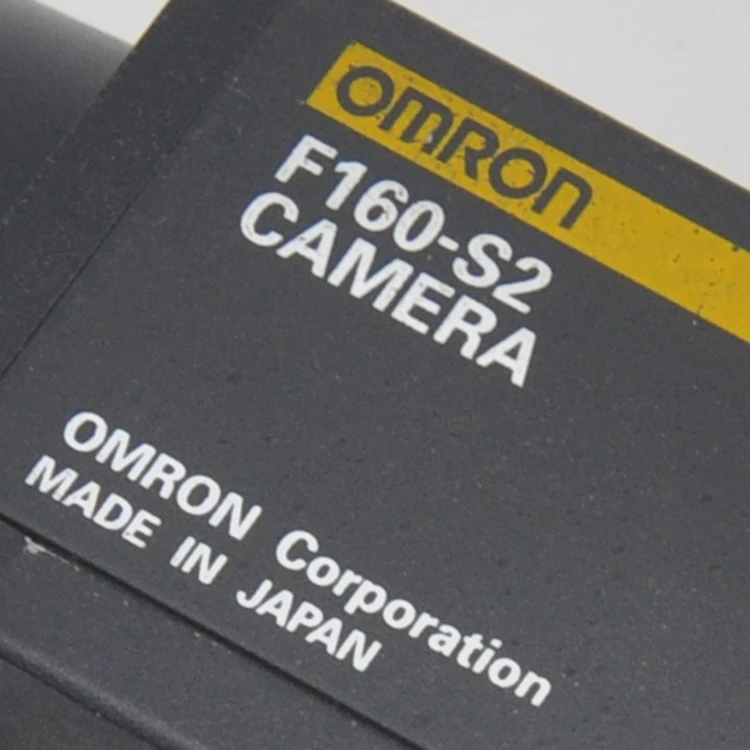 OMRON
F160-S2
CAMERA
OMRON Corporation
MADE IN JAPAN